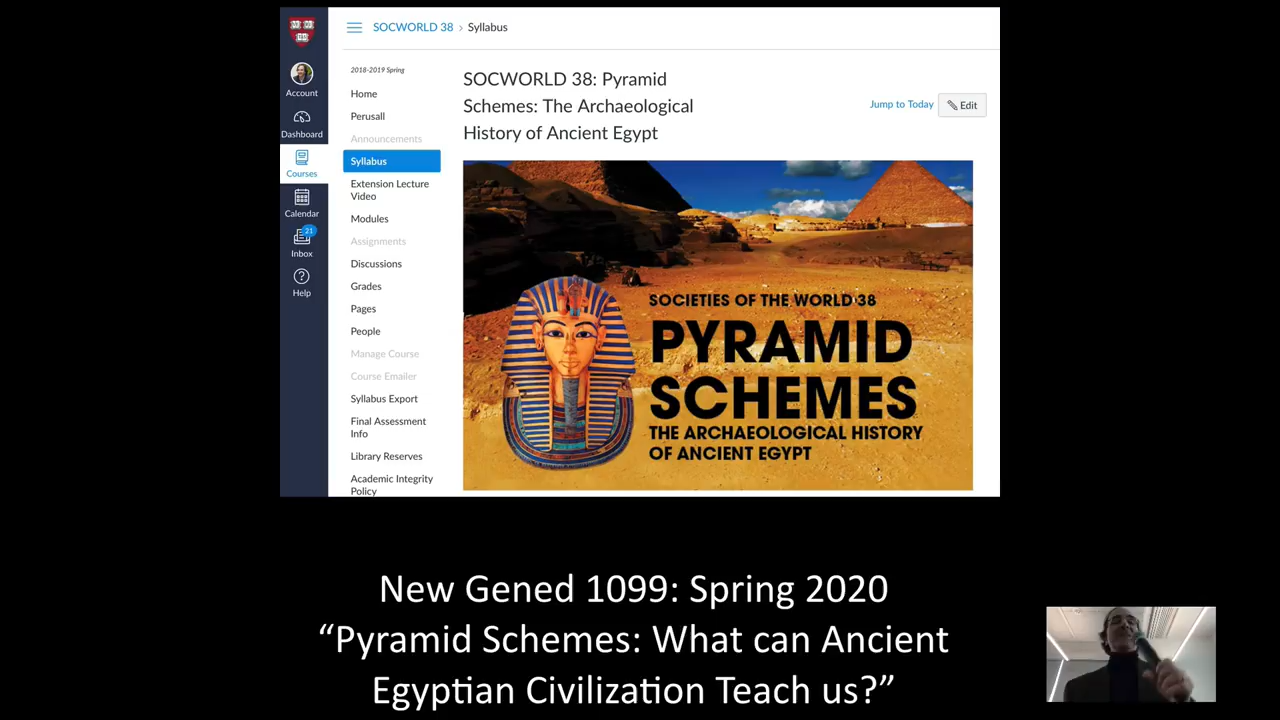 SOCWORLD 38 > Syllabus
Account
Dashboard
Courses
Calendar
21
Inbox
Help
2018-2019 Spring
Home
Perusall
Announcements
Syllabus
Extension Lecture
Video
Modules
Assignments
Discussions
Grades
Pages
People
Manage Course
Course Emailer
Syllabus Export
Final Assessment
Info
Library Reserves
Academic Integrity
Policy
SOCWORLD 38: Pyramid
Schemes: The Archaeological
History of Ancient Egypt
Jump to Today
Edit
SOCIETIES OF THE WORLD 38
PYRAMID
SCHEMES
THE ARCHAEOLOGICAL HISTORY
OF ANCIENT EGYPT
New Gened 1099: Spring 2020
“Pyramid Schemes: What can Ancient
Egyptian Civilization Teach us?”